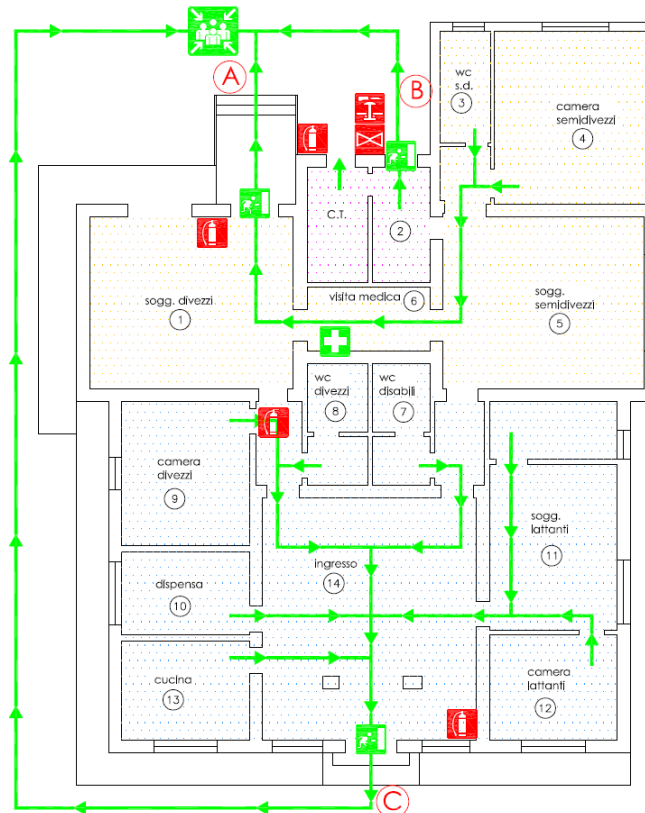 A
B
C
wc
s.d.
3
camera
semidivezzi
4
C.T.
2
visita medica
6
sogg. divezzi
1
sogg.
semidivezzi
5
wc
divezzi
8
wc
disabili
7
camera
divezzi
9
sogg.
lattanti
11
ingresso
14
dispensa
10
cucina
13
camera
lattanti
12